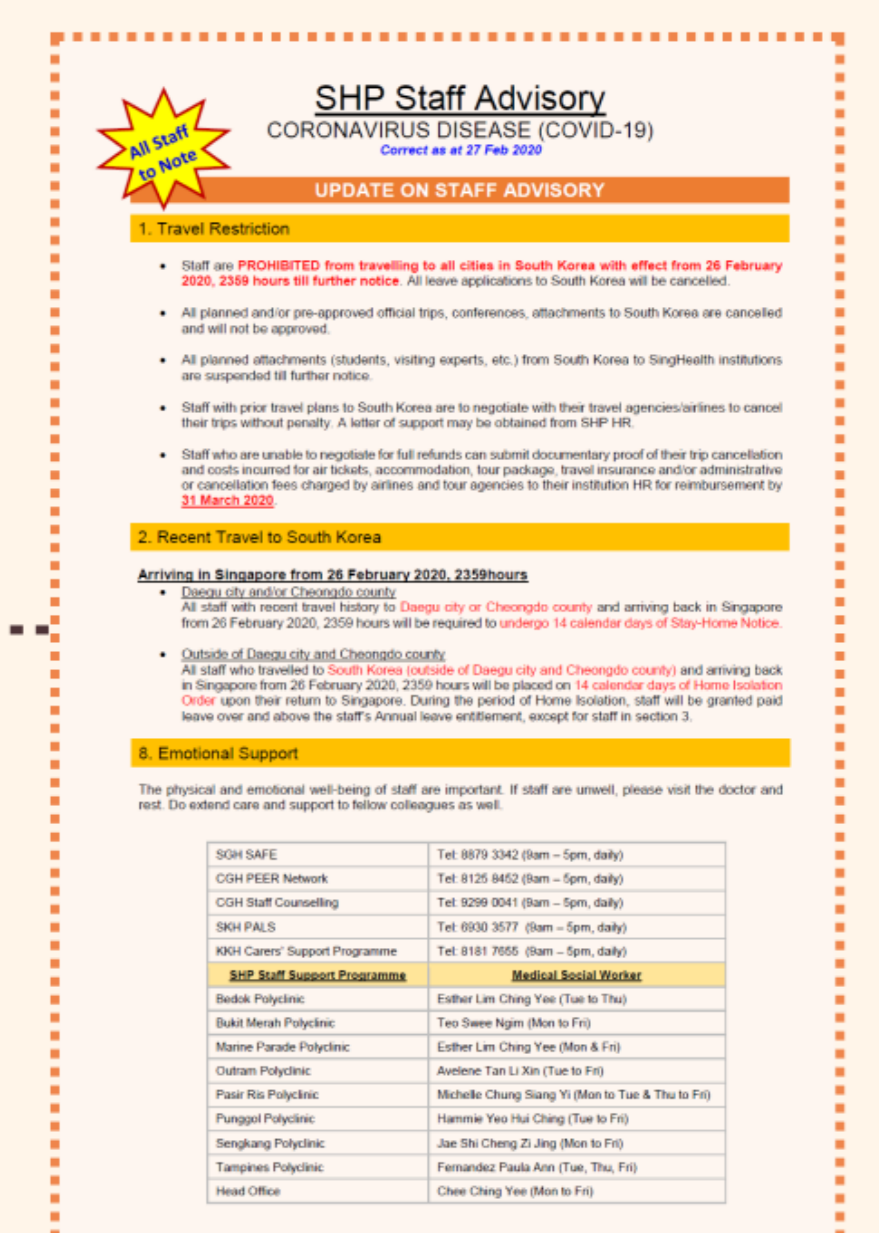 SHP Staff Advisory
CORONAVIRUS DISEASE (COVID-19)
Correct as at 27 Feb 2020
All Staff
to Note
UPDATE ON STAFF ADVISORY
1. Travel Restriction
• Staff are PROHIBITED from travelling to all cities in South Korea with effect from 26 February
2020, 2359 hours till further notice. All leave applications to South Korea will be cancelled.
• All planned and/or pre-approved official trips, conferences, attachments to South Korea are cancelled
and will not be approved.
• All planned attachments (students, visiting experts, etc.) from South Korea to SingHealth institutions
are suspended till further notice.
• Staff with prior travel plans to South Korea are to negotiate with their travel agencies/airlines to cancel
their trips without penalty. A letter of support may be obtained from SHP HR.
• Staff who are unable to negotiate for full refunds can submit documentary proof of their trip cancellation
and costs incurred for air tickets, accommodation, tour package, travel insurance and/or administrative
or cancellation fees charged by airlines and tour agencies to their institution HR for reimbursement by
31 March 2020.
2. Recent Travel to South Korea
Arriving in Singapore from 26 February 2020, 2359hours
• Daegu city and/or Cheongdo county
All staff with recent travel history to Daegu city or Cheongdo county and arriving back in Singapore
from 26 February 2020, 2359 hours will be required to undergo 14 calendar days of Stay-Home Notice.
• Outside of Daegu city and Cheongdo county
All staff who travelled to South Korea (outside of Daegu city and Cheongdo county) and arriving back
in Singapore from 26 February 2020, 2359 hours will be placed on 14 calendar days of Home Isolation
Order upon their return to Singapore. During the period of Home Isolation, staff will be granted paid
leave over and above the staff's Annual leave entitlement, except for staff in section 3.
8. Emotional Support
The physical and emotional well-being of staff are important. If staff are unwell, please visit the doctor and
rest. Do extend care and support to fellow colleagues as well.
SGH SAFE Tel: 8879 3342 (9am – 5pm, daily)
CGH PEER Network Tel: 8125 8452 (9am – 5pm, daily)
CGH Staff Counselling Tel: 9299 0041 (9am – 5pm, daily)
SKH PALS Tel: 6930 3577 (9am – 5pm, daily)
KKH Carers' Support Programme Tel: 8181 7655 (9am – 5pm, daily)
SHP Staff Support Programme Medical Social Worker
Bedok Polyclinic Esther Lim Ching Yee (Tue to Thu)
Bukit Merah Polyclinic Teo Swee Ngim (Mon to Fri)
Marine Parade Polyclinic Esther Lim Ching Yee (Mon & Fri)
Outram Polyclinic Avelene Tan Li Xin (Tue to Fri)
Pasir Ris Polyclinic Michelle Chung Siang Yi (Mon to Tue & Thu to Fri)
Punggol Polyclinic Hammie Yeo Hui Ching (Tue to Fri)
Sengkang Polyclinic Jae Shi Cheng Zi Jing (Mon to Fri)
Tampines Polyclinic Fernandez Paula Ann (Tue, Thu, Fri)
Head Office Chee Ching Yee (Mon to Fri)